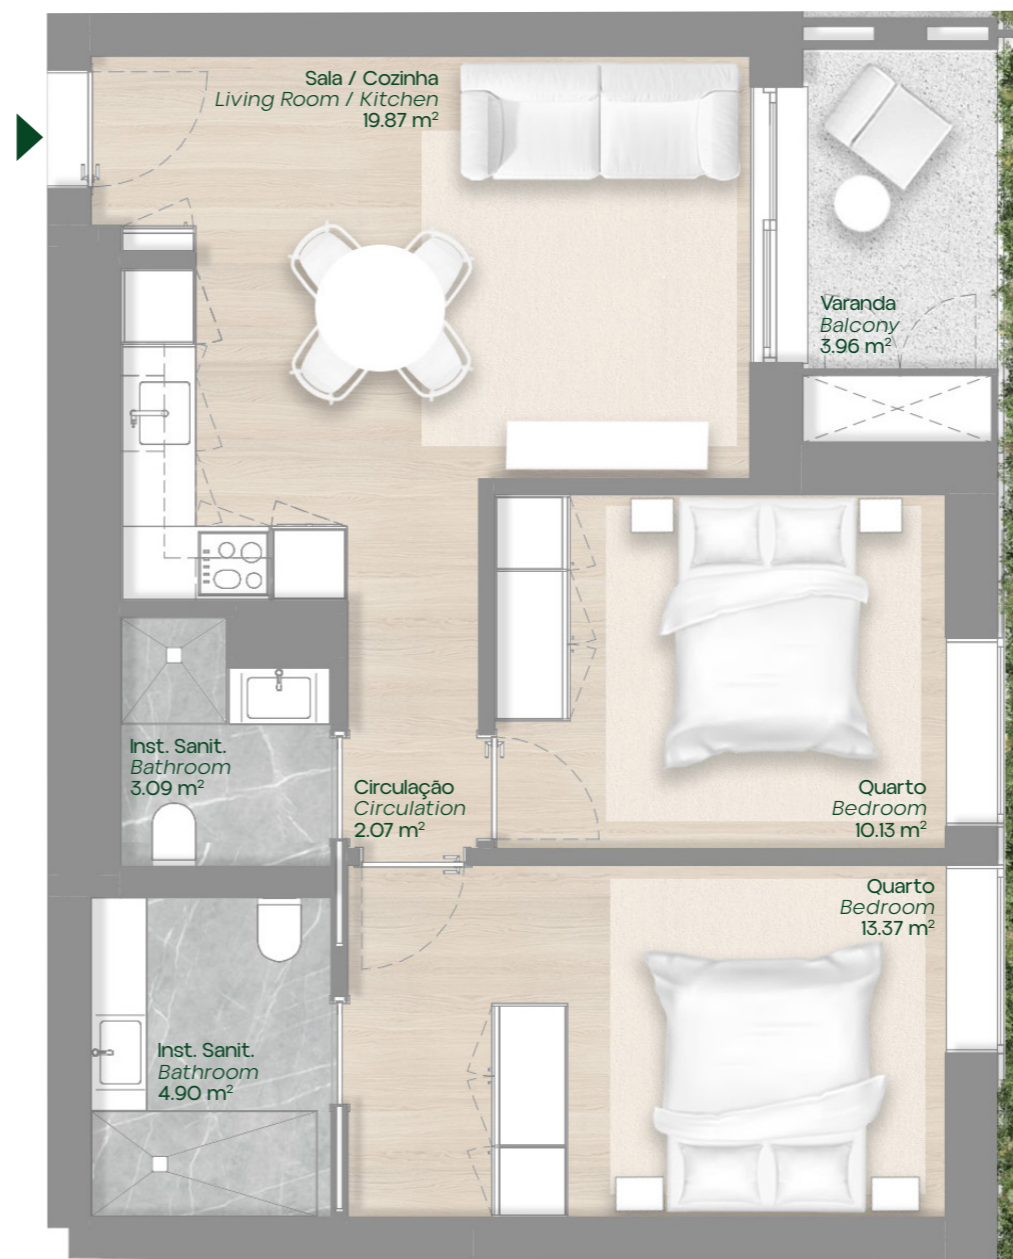 Sala / Cozinha
Living Room / Kitchen
19.87 m²
Varanda
Balcony
3.96 m²
Inst. Sanit.
Bathroom
3.09 m²
Circulação
Circulation
2.07 m²
Quarto
Bedroom
10.13 m²
Quarto
Bedroom
13.37 m²
Inst. Sanit.
Bathroom
4.90 m²